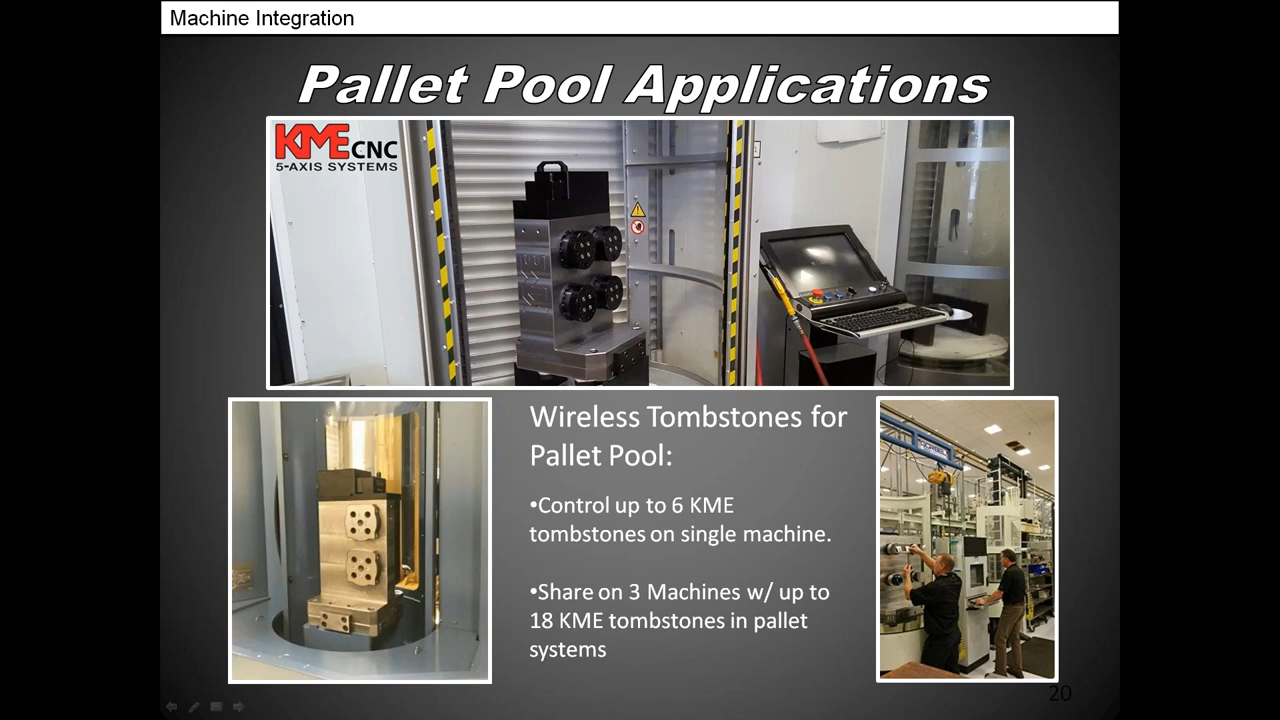 Machine Integration
Pallet Pool Applications
KME CNC
5-AXIS SYSTEMS
Wireless Tombstones for
Pallet Pool:
•Control up to 6 KME
tombstones on single machine.
•Share on 3 Machines w/ up to
18 KME tombstones in pallet
systems
20